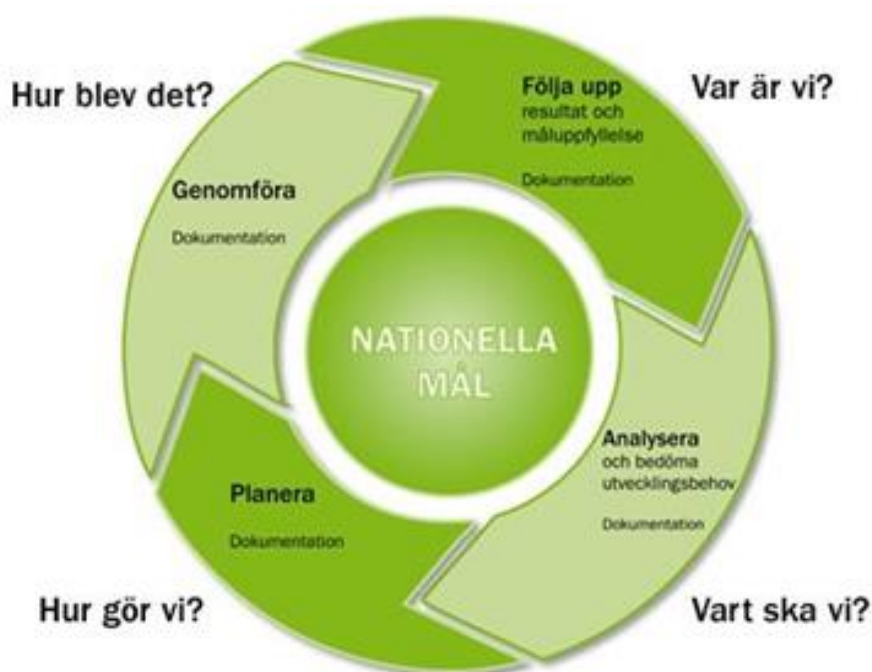 Hur blev det?
Var är vi?
Följa upp
resultat och
måluppfyllelse
Dokumentation
Genomföra
Dokumentation
NATIONELLA
MÅL
Analysera
och bedöma
utvecklingsbehov
Dokumentation
Planera
Dokumentation
Hur gör vi?
Vart ska vi?